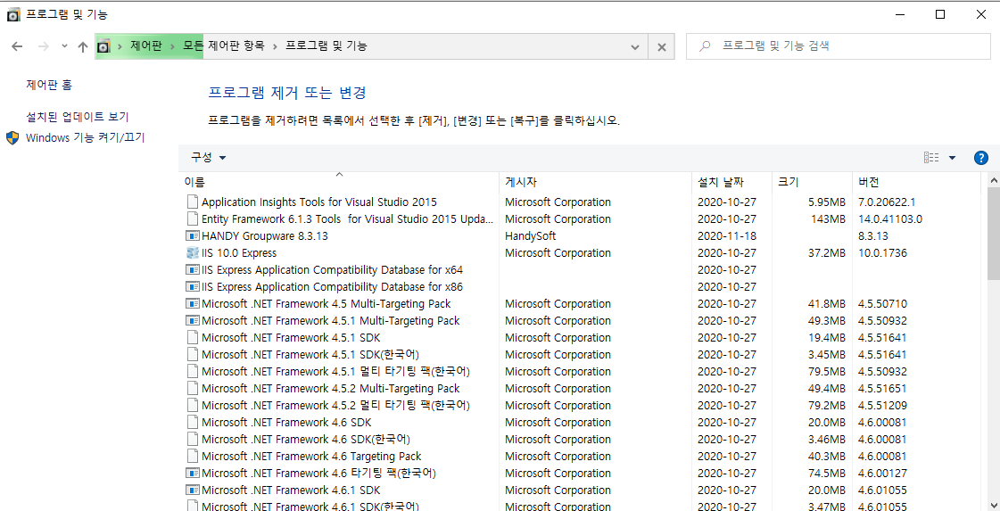 프로그램 및 기능
제어판 > 모든 제어판 항목 > 프로그램 및 기능
프로그램 및 기능 검색
제어판 홈
설치된 업데이트 보기
Windows 기능 켜기/끄기
프로그램 제거 또는 변경
프로그램을 제거하려면 목록에서 선택한 후 [제거], [변경] 또는 [복구]를 클릭하십시오.
구성
이름 게시자 설치 날짜 크기 버전
Application Insights Tools for Visual Studio 2015 Microsoft Corporation 2020-10-27 5.95MB 7.0.20622.1
Entity Framework 6.1.3 Tools for Visual Studio 2015 Upda... Microsoft Corporation 2020-10-27 143MB 14.0.41103.0
HANDY Groupware 8.3.13 HandySoft 2020-11-18 8.3.13
IIS 10.0 Express Microsoft Corporation 2020-10-27 37.2MB 10.0.1736
IIS Express Application Compatibility Database for x64 2020-10-27
IIS Express Application Compatibility Database for x86 2020-10-27
Microsoft .NET Framework 4.5 Multi-Targeting Pack Microsoft Corporation 2020-10-27 41.8MB 4.5.50710
Microsoft .NET Framework 4.5.1 Multi-Targeting Pack Microsoft Corporation 2020-10-27 49.3MB 4.5.50932
Microsoft .NET Framework 4.5.1 SDK Microsoft Corporation 2020-10-27 19.4MB 4.5.51641
Microsoft .NET Framework 4.5.1 SDK(한국어) Microsoft Corporation 2020-10-27 3.45MB 4.5.51641
Microsoft .NET Framework 4.5.1 멀티 타기팅 팩(한국어) Microsoft Corporation 2020-10-27 79.5MB 4.5.50932
Microsoft .NET Framework 4.5.2 Multi-Targeting Pack Microsoft Corporation 2020-10-27 49.4MB 4.5.51651
Microsoft .NET Framework 4.5.2 멀티 타기팅 팩(한국어) Microsoft Corporation 2020-10-27 79.2MB 4.5.51209
Microsoft .NET Framework 4.6 SDK Microsoft Corporation 2020-10-27 20.0MB 4.6.00081
Microsoft .NET Framework 4.6 SDK(한국어) Microsoft Corporation 2020-10-27 3.46MB 4.6.00081
Microsoft .NET Framework 4.6 Targeting Pack Microsoft Corporation 2020-10-27 40.3MB 4.6.00081
Microsoft .NET Framework 4.6 타기팅 팩(한국어) Microsoft Corporation 2020-10-27 74.5MB 4.6.00127
Microsoft .NET Framework 4.6.1 SDK Microsoft Corporation 2020-10-27 20.0MB 4.6.01055
Microsoft .NET Framework 4.6.1 SDK(한국어) Microsoft Corporation 2020-10-27 3.47MB 4.6.01055